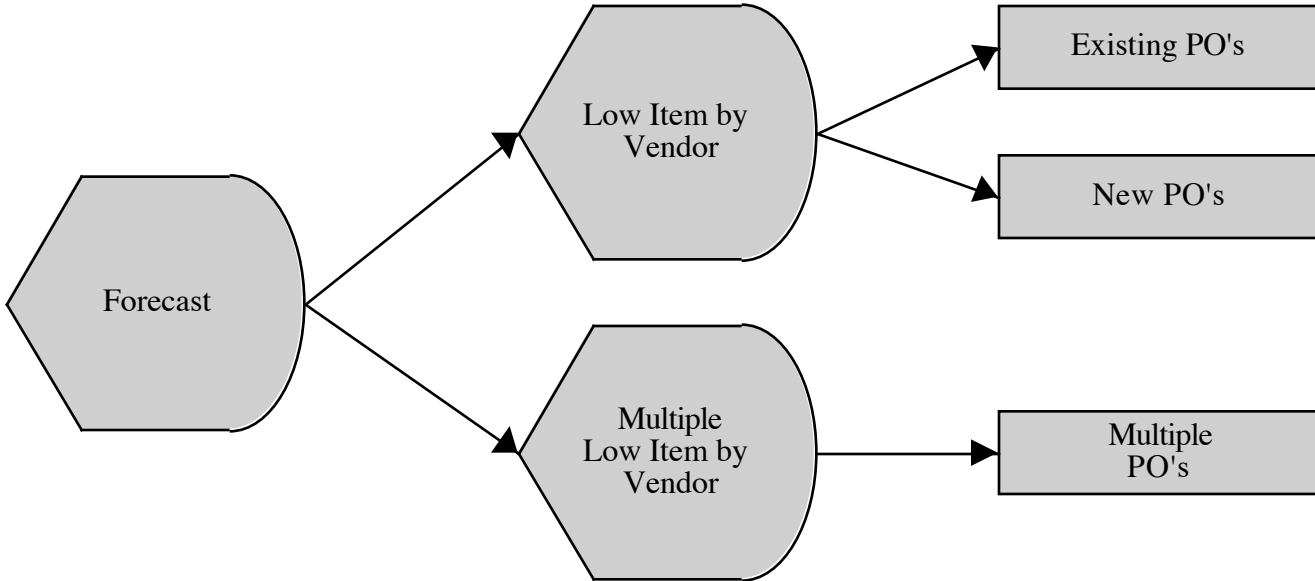 Forecast
Low Item by
Vendor
Existing PO's
New PO's
Multiple
Low Item by
Vendor
Multiple
PO's